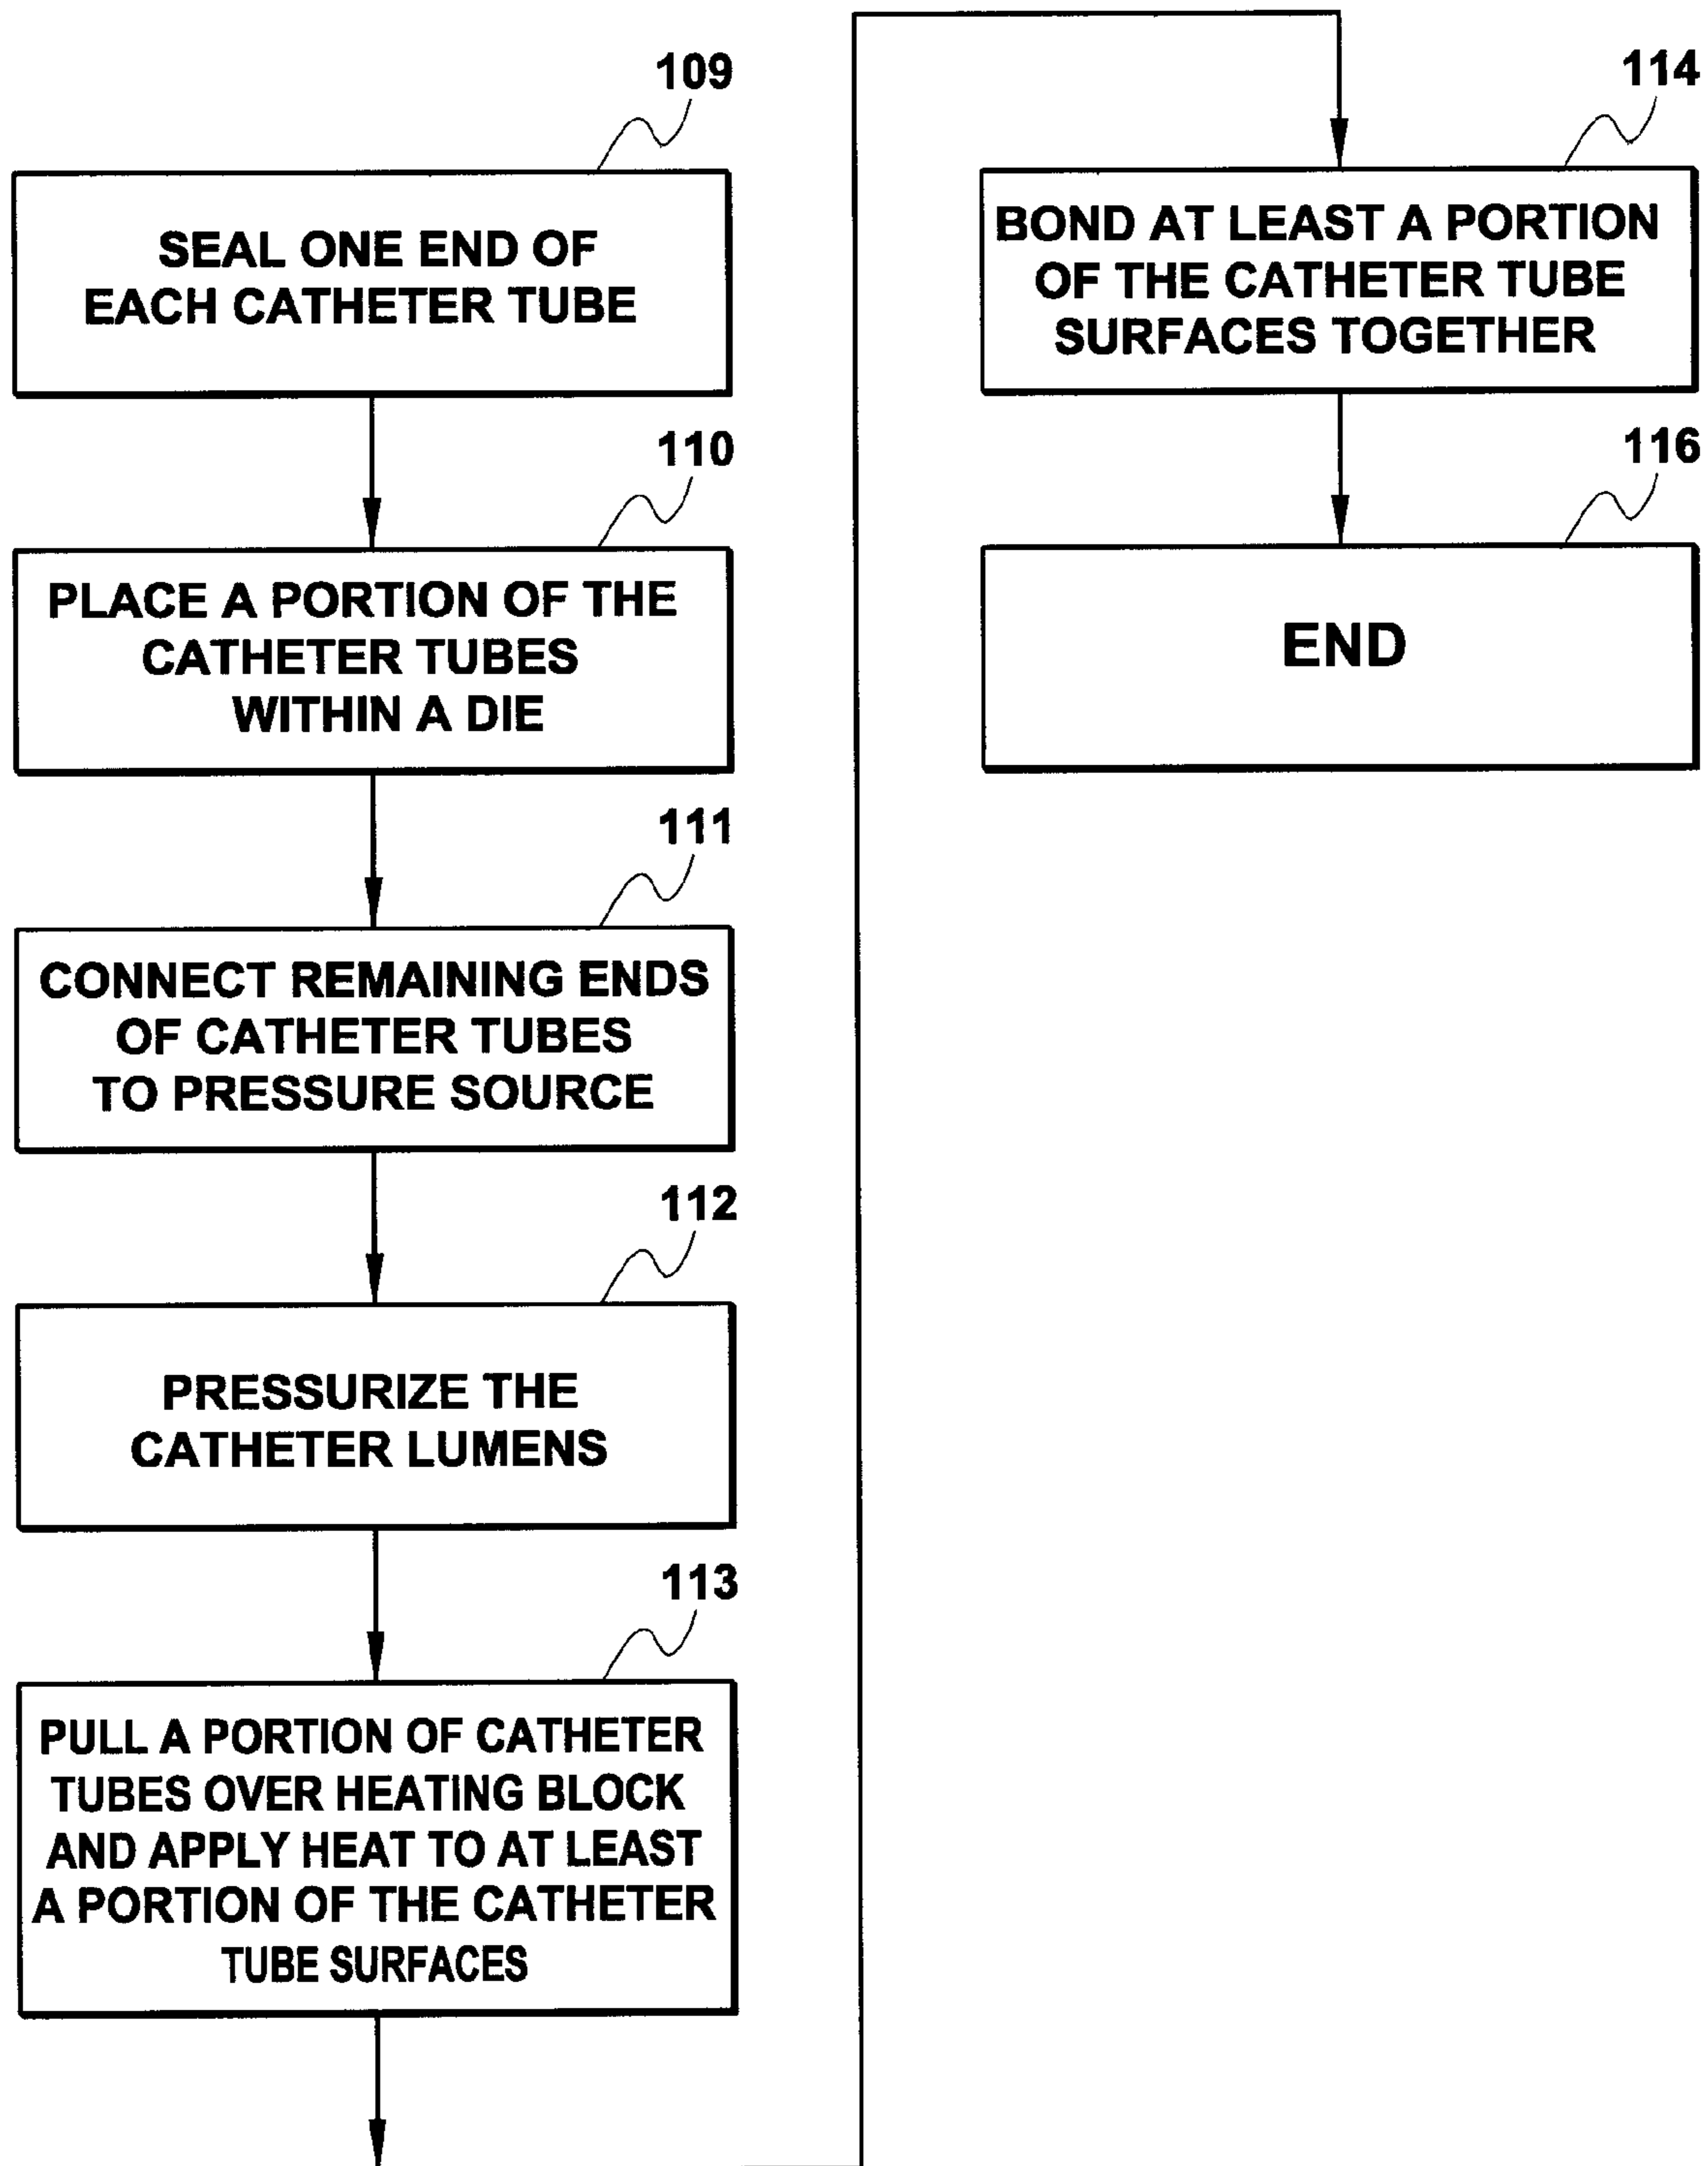 109
SEAL ONE END OF
EACH CATHETER TUBE
110
PLACE A PORTION OF THE
CATHETER TUBES
WITHIN A DIE
111
CONNECT REMAINING ENDS
OF CATHETER TUBES
TO PRESSURE SOURCE
112
PRESSURIZE THE
CATHETER LUMENS
113
PULL A PORTION OF CATHETER
TUBES OVER HEATING BLOCK
AND APPLY HEAT TO AT LEAST
A PORTION OF THE CATHETER
TUBE SURFACES
114
BOND AT LEAST A PORTION
OF THE CATHETER TUBE
SURFACES TOGETHER
116
END